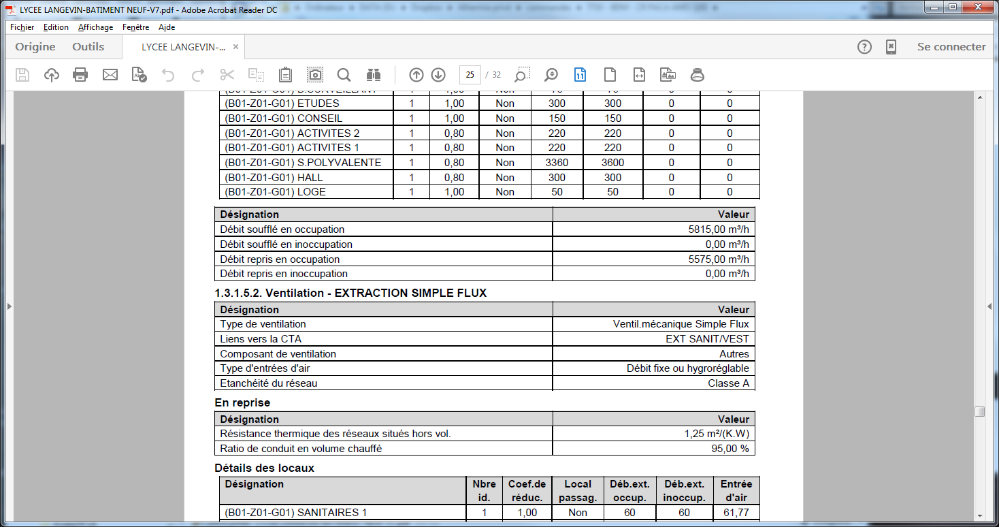 LYCEE LANGEVIN-BATIMENT NEUF-V7.pdf - Adobe Acrobat Reader DC
Fichier Edition Affichage Fenêtre Aide
Origine Outils LYCEE LANGEVIN-... × Se connecter
25 / 32
(B01-Z01-G01) ETUDES 1 1,00 Non 300 300 0 0
(B01-Z01-G01) CONSEIL 1 1,00 Non 150 150 0 0
(B01-Z01-G01) ACTIVITES 2 1 0,80 Non 220 220 0 0
(B01-Z01-G01) ACTIVITES 1 1 0,80 Non 220 220 0 0
(B01-Z01-G01) S.POLYVALENTE 1 0,80 Non 3360 3600 0 0
(B01-Z01-G01) HALL 1 0,80 Non 300 300 0 0
(B01-Z01-G01) LOGE 1 1,00 Non 50 50 0 0
Désignation Valeur
Débit soufflé en occupation 5815,00 m³/h
Débit soufflé en inoccupation 0,00 m³/h
Débit repris en occupation 5575,00 m³/h
Débit repris en inoccupation 0,00 m³/h
1.3.1.5.2. Ventilation - EXTRACTION SIMPLE FLUX
Désignation Valeur
Type de ventilation Ventil.mécanique Simple Flux
Liens vers la CTA EXT SANIT/VEST
Composant de ventilation Autres
Type d'entrées d'air Débit fixe ou hygroréglable
Etanchéité du réseau Classe A
En reprise
Désignation Valeur
Résistance thermique des réseaux situés hors vol. 1,25 m²/(K.W)
Ratio de conduit en volume chauffé 95,00 %
Détails des locaux
Désignation Nbre Coef.de Local Déb.ext. Déb.ext. Entrée
id. réduc. passag. occup. inoccup. d'air
(B01-Z01-G01) SANITAIRES 1 1 1,00 Non 60 60 61,77